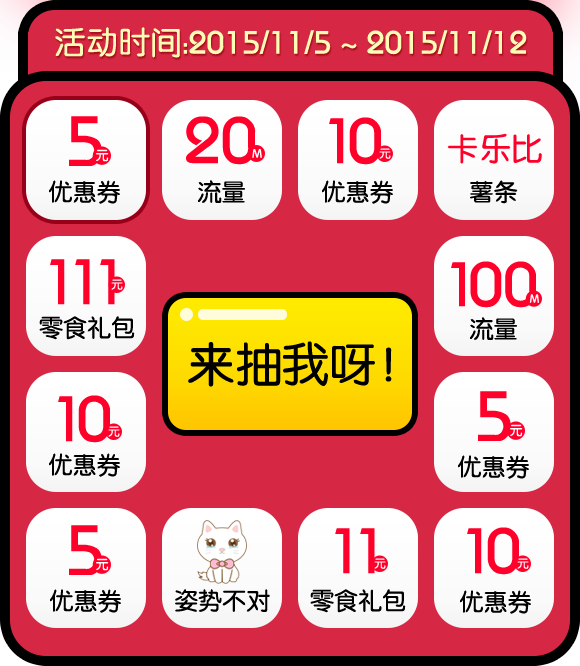 活动时间:2015/11/5 ~ 2015/11/12
5元
优惠券
20M
流量
10元
优惠券
卡乐比
薯条
111元
零食礼包
100M
流量
来抽我呀!
10元
优惠券
5元
优惠券
5元
优惠券
姿势不对
11元
零食礼包
10元
优惠券